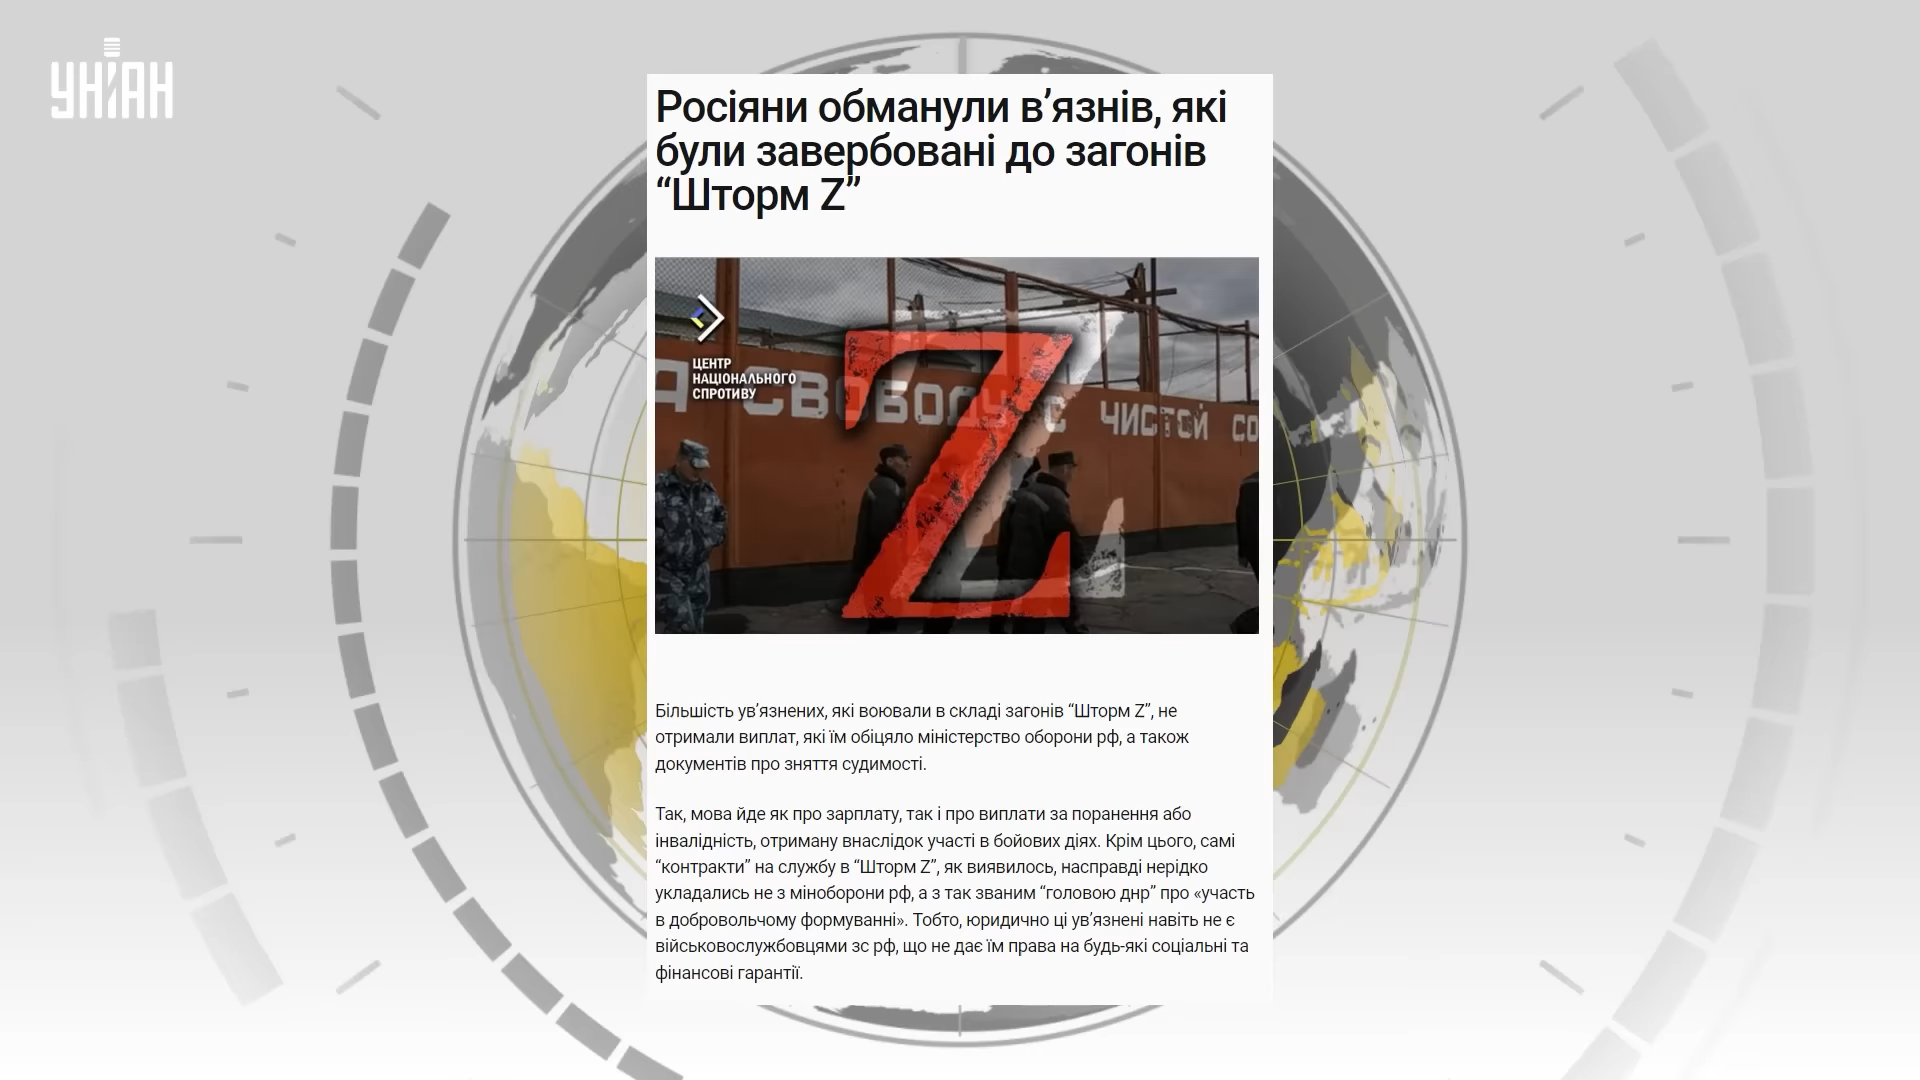 УНІАН
Росіяни обманули в’язнів, які
були завербовані до загонів
“Шторм Z”
ЦЕНТР
НАЦІОНАЛЬНОГО
СПРОТИВУ
А СВОБОДУ С ЧИСТОЙ СО
Z
Більшість ув’язнених, які воювали в складі загонів “Шторм Z”, не
отримали виплат, які їм обіцяло міністерство оборони рф, а також
документів про зняття судимості.
Так, мова йде як про зарплату, так і про виплати за поранення або
інвалідність, отриману внаслідок участі в бойових діях. Крім цього, самі
“контракти” на службу в “Шторм Z”, як виявилось, насправді нерідко
укладались не з міноборони рф, а з так званим “головою днр” про «участь
в добровольчому формуванні». Тобто, юридично ці ув’язнені навіть не є
військовослужбовцями зс рф, що не дає їм права на будь-які соціальні та
фінансові гарантії.